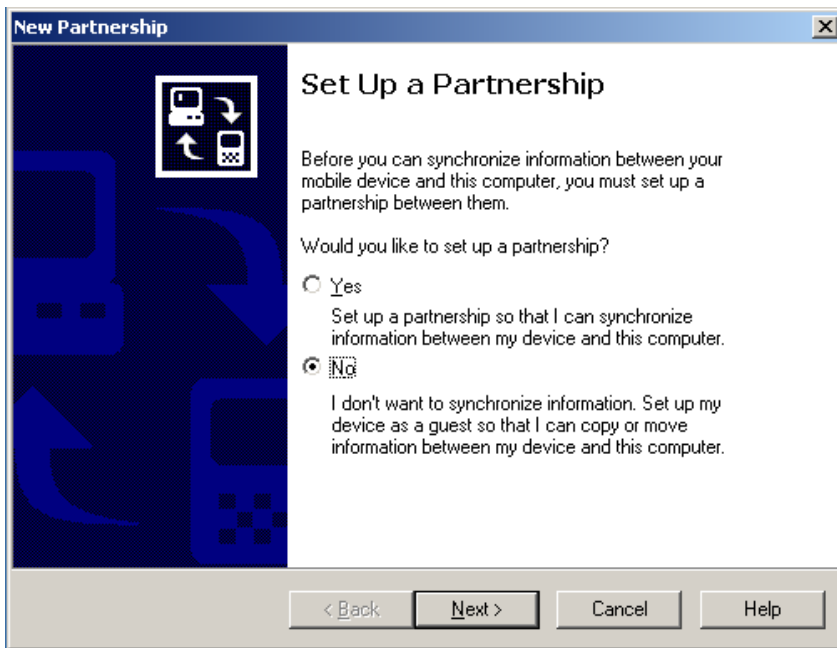 New Partnership
Set Up a Partnership
Before you can synchronize information between your
mobile device and this computer, you must set up a
partnership between them.
Would you like to set up a partnership?
Yes
Set up a partnership so that I can synchronize
information between my device and this computer.
No
I don't want to synchronize information. Set up my
device as a guest so that I can copy or move
information between my device and this computer.
< Back
Next >
Cancel
Help